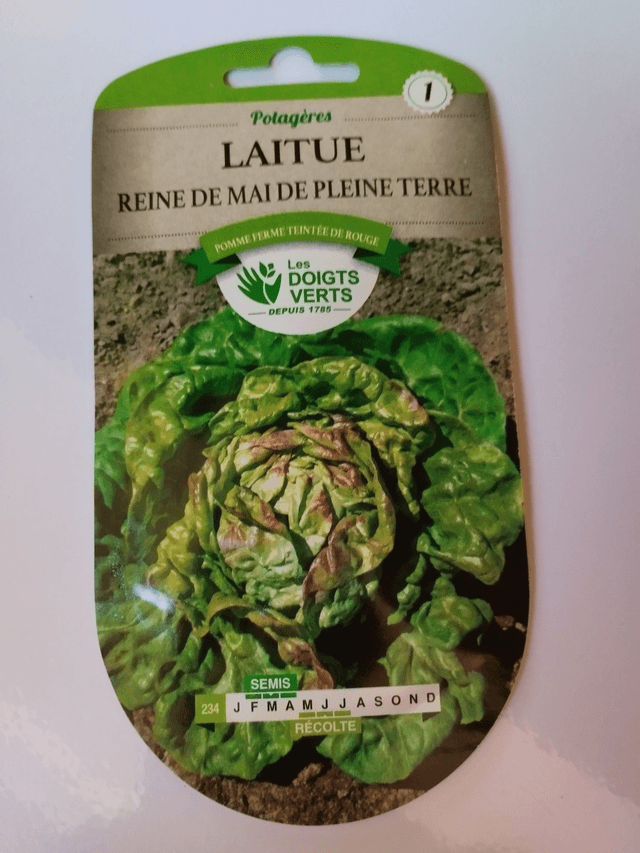 1
Potagères
LAITUE
REINE DE MAI DE PLEINE TERRE
POMME FERME TEINTÉE DE ROUGE
Les
DOIGTS
VERTS
DEPUIS 1785
SEMIS
234 J F M A M J J A S O N D
RÉCOLTE